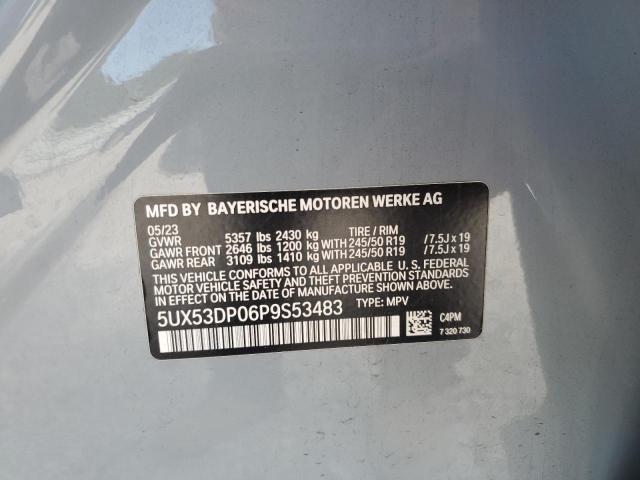 MFD BY BAYERISCHE MOTOREN WERKE AG
05/23
GVWR 5357 lbs 2430 kg TIRE / RIM
GAWR FRONT 2646 lbs 1200 kg WITH 245/50 R19 / 7.5J x 19
GAWR REAR 3109 lbs 1410 kg WITH 245/50 R19 / 7.5J x 19
THIS VEHICLE CONFORMS TO ALL APPLICABLE U.S. FEDERAL
MOTOR VEHICLE SAFETY, BUMPER, AND THEFT PREVENTION
STANDARDS IN EFFECT ON THE DATE OF MANUFACTURE SHOWN ABOVE.
5UX53DP06P9S53483 TYPE: MPV
C4PM
7 320 730